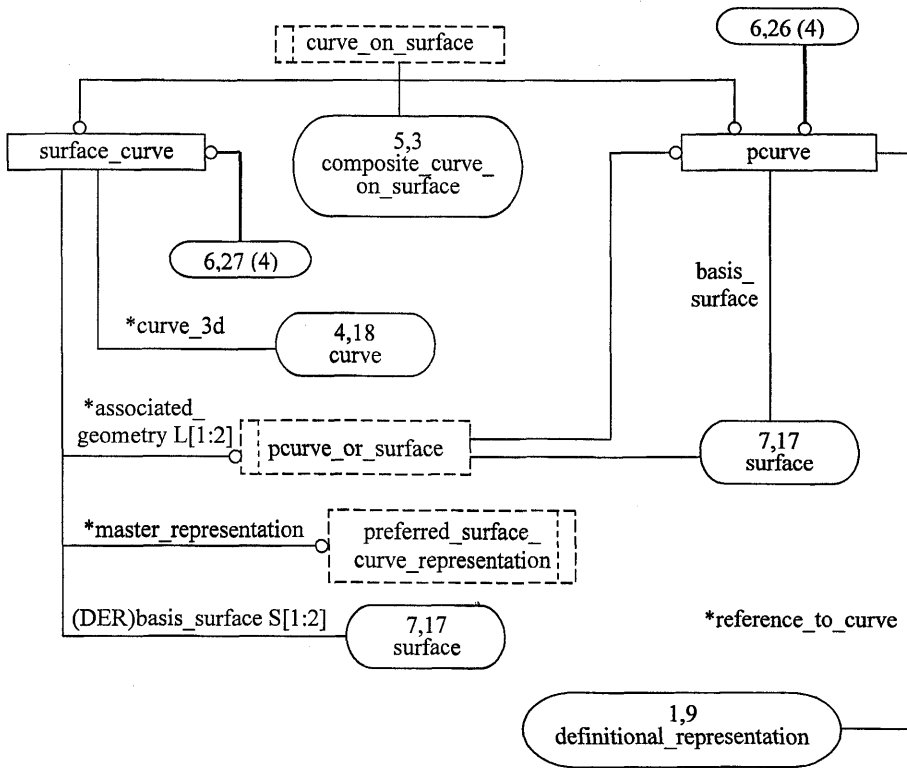 curve_on_surface
6,26 (4)
surface_curve
5,3
composite_curve_
on_surface
pcurve
6,27 (4)
basis_
surface
*curve_3d
4,18
curve
*associated_
geometry L[1:2]
pcurve_or_surface
7,17
surface
*master_representation
preferred_surface_
curve_representation
(DER)basis_surface S[1:2]
7,17
surface
*reference_to_curve
1,9
definitional_representation